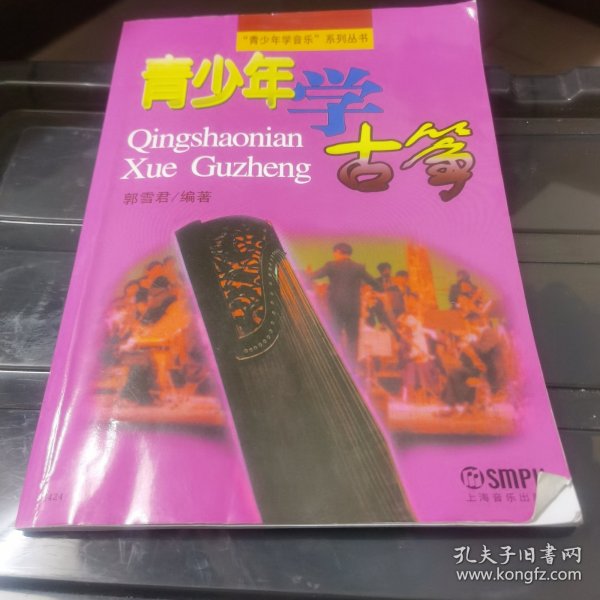 "青少年学音乐"系列丛书
青少年学古筝
Qingshaonian
Xue Guzheng
郭雪君/编著
SMPH
上海音乐出
424
孔夫子旧书网
www.kongfz.com